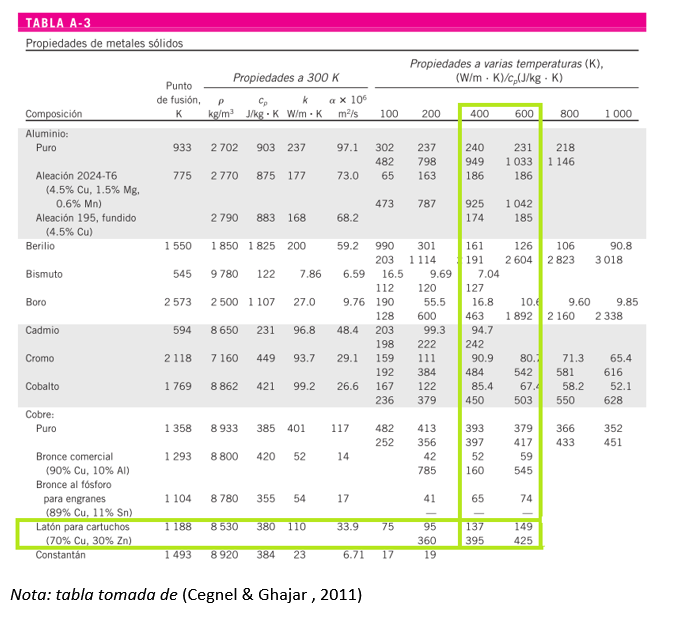 TABLA A-3
Propiedades de metales sólidos
Propiedades a varias temperaturas (K),
Punto Propiedades a 300 K (W/m · K)/cp(J/kg · K)
de fusión, ρ cp k α × 10⁶
Composición K kg/m³ J/kg · K W/m · K m²/s 100 200 400 600 800 1 000
Aluminio:
Puro 933 2 702 903 237 97.1 302 237 240 231 218
482 798 949 1 033 1 146
Aleación 2024-T6 775 2 770 875 177 73.0 65 163 186 186
(4.5% Cu, 1.5% Mg,
0.6% Mn) 473 787 925 1 042
Aleación 195, fundido 2 790 883 168 68.2 174 185
(4.5% Cu)
Berilio 1 550 1 850 1 825 200 59.2 990 301 161 126 106 90.8
203 1 114 191 2 604 2 823 3 018
Bismuto 545 9 780 122 7.86 6.59 16.5 9.69 7.04
112 120 127
Boro 2 573 2 500 1 107 27.0 9.76 190 55.5 16.8 10.6 9.60 9.85
128 600 463 1 892 2 160 2 338
Cadmio 594 8 650 231 96.8 48.4 203 99.3 94.7
198 222 242
Cromo 2 118 7 160 449 93.7 29.1 159 111 90.9 80.7 71.3 65.4
192 384 484 542 581 616
Cobalto 1 769 8 862 421 99.2 26.6 167 122 85.4 67.4 58.2 52.1
236 379 450 503 550 628
Cobre:
Puro 1 358 8 933 385 401 117 482 413 393 379 366 352
252 356 397 417 433 451
Bronce comercial 1 293 8 800 420 52 14 42 52 59
(90% Cu, 10% Al) 785 160 545
Bronce al fósforo
para engranes 1 104 8 780 355 54 17 41 65 74
(89% Cu, 11% Sn) — — —
Latón para cartuchos 1 188 8 530 380 110 33.9 75 95 137 149
(70% Cu, 30% Zn) 360 395 425
Constantán 1 493 8 920 384 23 6.71 17 19
Nota: tabla tomada de (Cegnel & Ghajar , 2011)